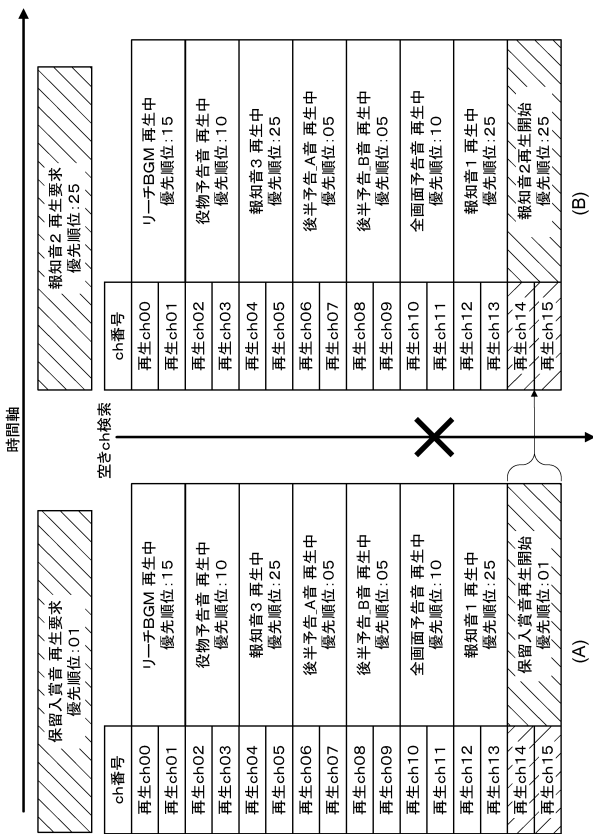 時間軸
保留入賞音 再生要求
優先順位:01
ch番号
再生ch00
再生ch01
リーチBGM 再生中
優先順位:15
再生ch02
再生ch03
役物予告音 再生中
優先順位:10
再生ch04
再生ch05
報知音3 再生中
優先順位:25
再生ch06
再生ch07
後半予告_A音 再生中
優先順位:05
再生ch08
再生ch09
後半予告_B音 再生中
優先順位:05
再生ch10
再生ch11
全画面予告音 再生中
優先順位:10
再生ch12
再生ch13
報知音1 再生中
優先順位:25
再生ch14
再生ch15
保留入賞音再生開始
優先順位:01
(A)
空きch検索
報知音2 再生要求
優先順位:25
ch番号
再生ch00
再生ch01
リーチBGM 再生中
優先順位:15
再生ch02
再生ch03
役物予告音 再生中
優先順位:10
再生ch04
再生ch05
報知音3 再生中
優先順位:25
再生ch06
再生ch07
後半予告_A音 再生中
優先順位:05
再生ch08
再生ch09
後半予告_B音 再生中
優先順位:05
再生ch10
再生ch11
全画面予告音 再生中
優先順位:10
再生ch12
再生ch13
報知音1 再生中
優先順位:25
再生ch14
再生ch15
報知音2再生開始
優先順位:25
(B)